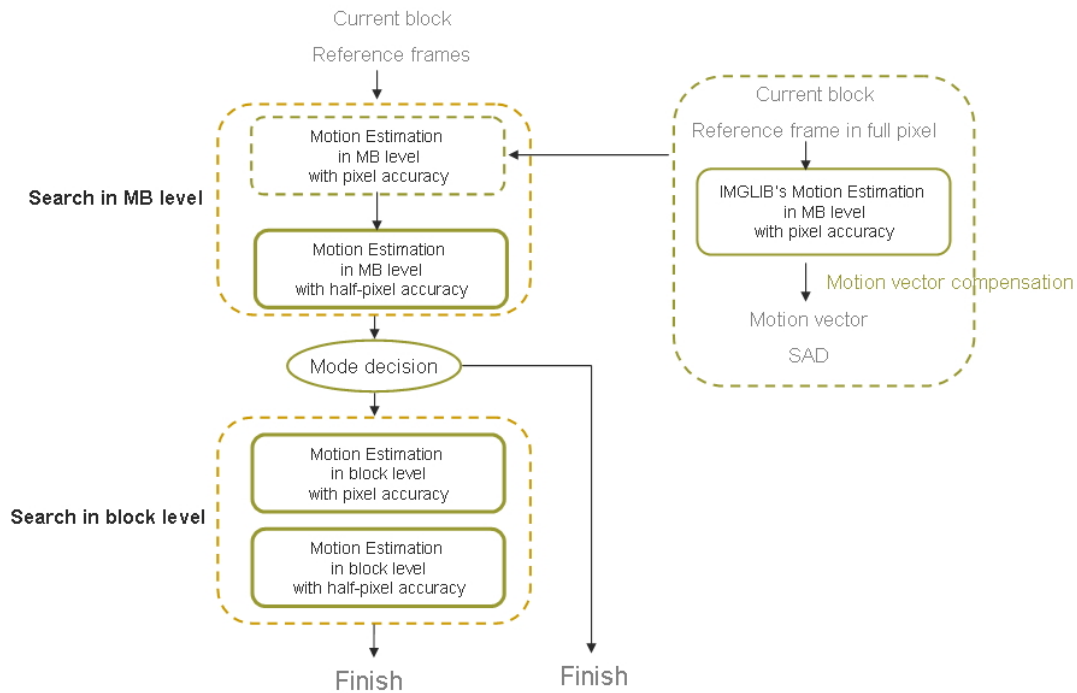 Current block
Reference frames
Search in MB level
Motion Estimation
in MB level
with pixel accuracy
Motion Estimation
in MB level
with half-pixel accuracy
Current block
Reference frame in full pixel
IMGLIB's Motion Estimation
in MB level
with pixel accuracy
Motion vector compensation
Motion vector
SAD
Mode decision
Search in block level
Motion Estimation
in block level
with pixel accuracy
Motion Estimation
in block level
with half-pixel accuracy
Finish
Finish